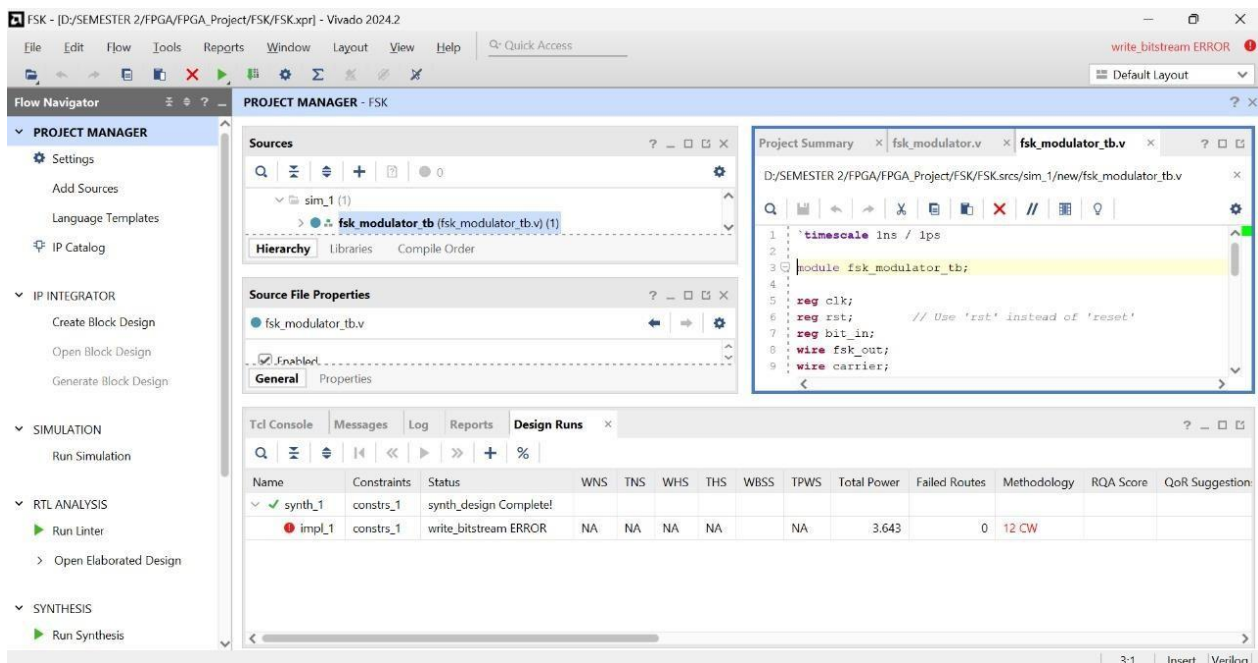 FSK - [D:/SEMESTER 2/FPGA/FPGA_Project/FSK/FSK.xpr] - Vivado 2024.2
File Edit Flow Tools Reports Window Layout View Help Quick Access
write_bitstream ERROR
Default Layout
Flow Navigator
PROJECT MANAGER - FSK
PROJECT MANAGER
Settings
Add Sources
Language Templates
IP Catalog
IP INTEGRATOR
Create Block Design
Open Block Design
Generate Block Design
SIMULATION
Run Simulation
RTL ANALYSIS
Run Linter
Open Elaborated Design
SYNTHESIS
Run Synthesis
Sources
0
sim_1 (1)
fsk_modulator_tb (fsk_modulator_tb.v) (1)
Hierarchy Libraries Compile Order
Source File Properties
fsk_modulator_tb.v
Enabled
General Properties
Project Summary fsk_modulator.v fsk_modulator_tb.v
D:/SEMESTER 2/FPGA/FPGA_Project/FSK/FSK.srcs/sim_1/new/fsk_modulator_tb.v
1 `timescale 1ns / 1ps
2
3 module fsk_modulator_tb;
4
5 reg clk;
6 reg rst; // Use 'rst' instead of 'reset'
7 reg bit_in;
8 wire fsk_out;
9 wire carrier;
Tcl Console Messages Log Reports Design Runs
Name Constraints Status WNS TNS WHS THS WBSS TPWS Total Power Failed Routes Methodology RQA Score QoR Suggestion
synth_1 constrs_1 synth_design Complete!
impl_1 constrs_1 write_bitstream ERROR NA NA NA NA NA 3.643 0 12 CW
3:1 Insert Verilog